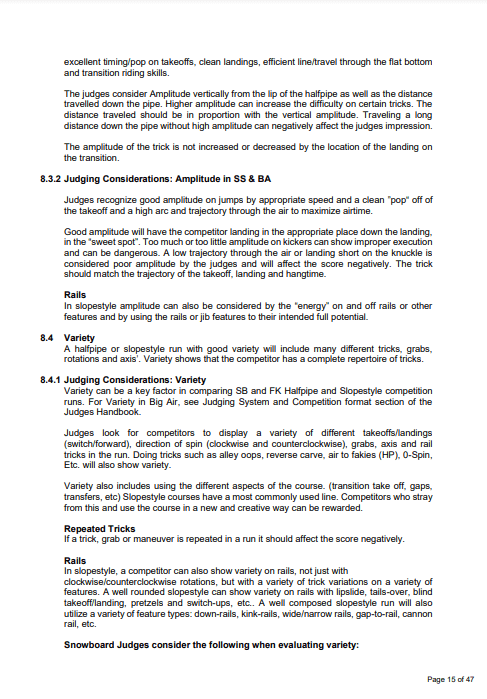 excellent timing/pop on takeoffs, clean landings, efficient line/travel through the flat bottom
and transition riding skills.
The judges consider Amplitude vertically from the lip of the halfpipe as well as the distance
travelled down the pipe. Higher amplitude can increase the difficulty on certain tricks. The
distance traveled should be in proportion with the vertical amplitude. Traveling a long
distance down the pipe without high amplitude can negatively affect the judges impression.
The amplitude of the trick is not increased or decreased by the location of the landing on
the transition.
8.3.2 Judging Considerations: Amplitude in SS & BA
Judges recognize good amplitude on jumps by appropriate speed and a clean "pop" off of
the takeoff and a high arc and trajectory through the air to maximize airtime.
Good amplitude will have the competitor landing in the appropriate place down the landing,
in the "sweet spot". Too much or too little amplitude on kickers can show improper execution
and can be dangerous. A low trajectory through the air or landing short on the knuckle is
considered poor amplitude by the judges and will affect the score negatively. The trick
should match the trajectory of the takeoff, landing and hangtime.
Rails
In slopestyle amplitude can also be considered by the "energy" on and off rails or other
features and by using the rails or jib features to their intended full potential.
8.4 Variety
A halfpipe or slopestyle run with good variety will include many different tricks, grabs,
rotations and axis'. Variety shows that the competitor has a complete repertoire of tricks.
8.4.1 Judging Considerations: Variety
Variety can be a key factor in comparing SB and FK Halfpipe and Slopestyle competition
runs. For Variety in Big Air, see Judging System and Competition format section of the
Judges Handbook.
Judges look for competitors to display a variety of different takeoffs/landings
(switch/forward), direction of spin (clockwise and counterclockwise), grabs, axis and rail
tricks in the run. Doing tricks such as alley oops, reverse carve, air to fakies (HP), 0-Spin,
Etc. will also show variety.
Variety also includes using the different aspects of the course. (transition take off, gaps,
transfers, etc) Slopestyle courses have a most commonly used line. Competitors who stray
from this and use the course in a new and creative way can be rewarded.
Repeated Tricks
If a trick, grab or maneuver is repeated in a run it should affect the score negatively.
Rails
In slopestyle, a competitor can also show variety on rails, not just with
clockwise/counterclockwise rotations, but with a variety of trick variations on a variety of
features. A well rounded slopestyle can show variety on rails with lipslide, tails-over, blind
takeoff/landing, pretzels and switch-ups, etc.. A well composed slopestyle run will also
utilize a variety of feature types: down-rails, kink-rails, wide/narrow rails, gap-to-rail, cannon
rail, etc.
Snowboard Judges consider the following when evaluating variety:
Page 15 of 47